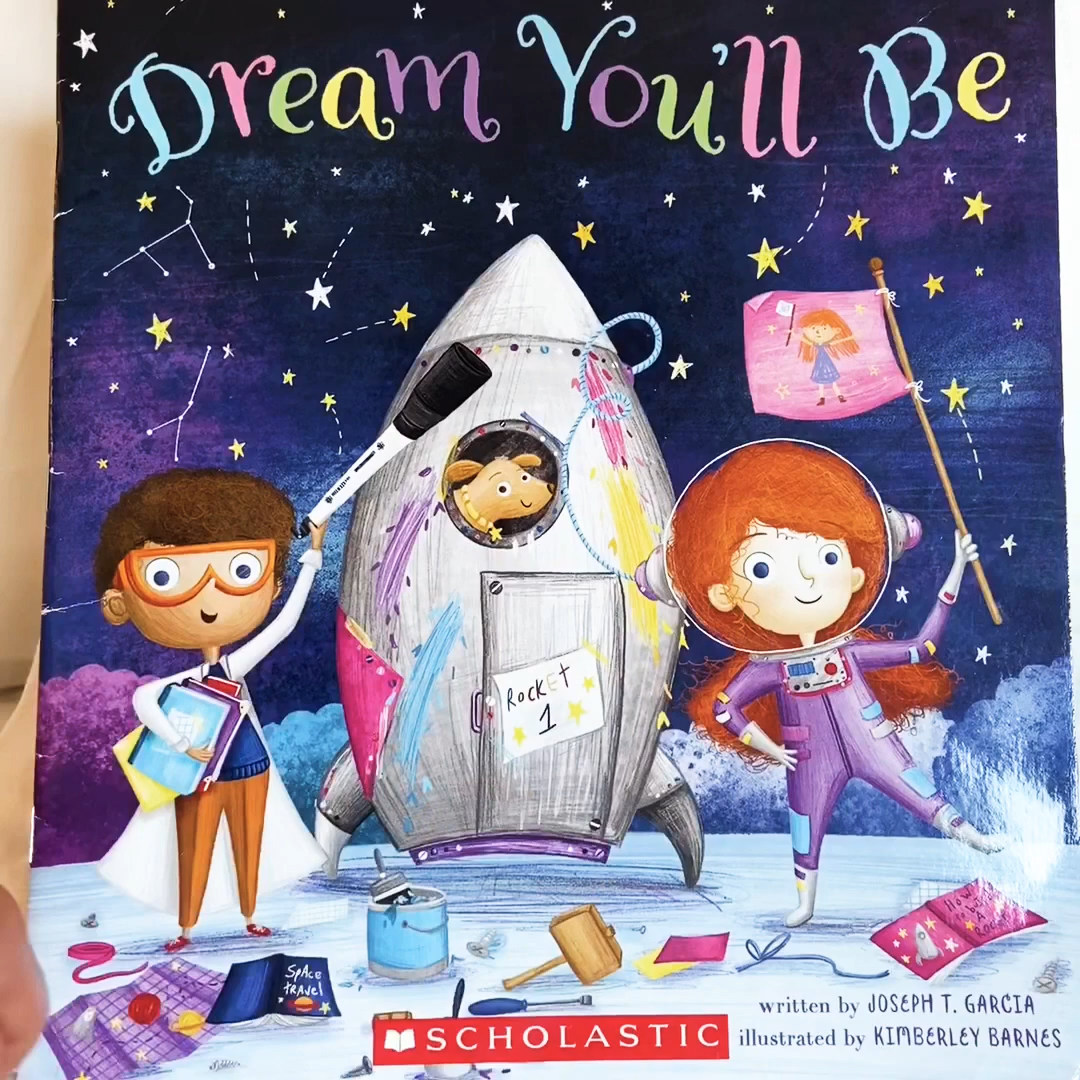 Dream You'll Be
RocKEt
1
SpAce
travel
written by JOSEPH T. GARCIA
illustrated by KIMBERLEY BARNES
SCHOLASTIC